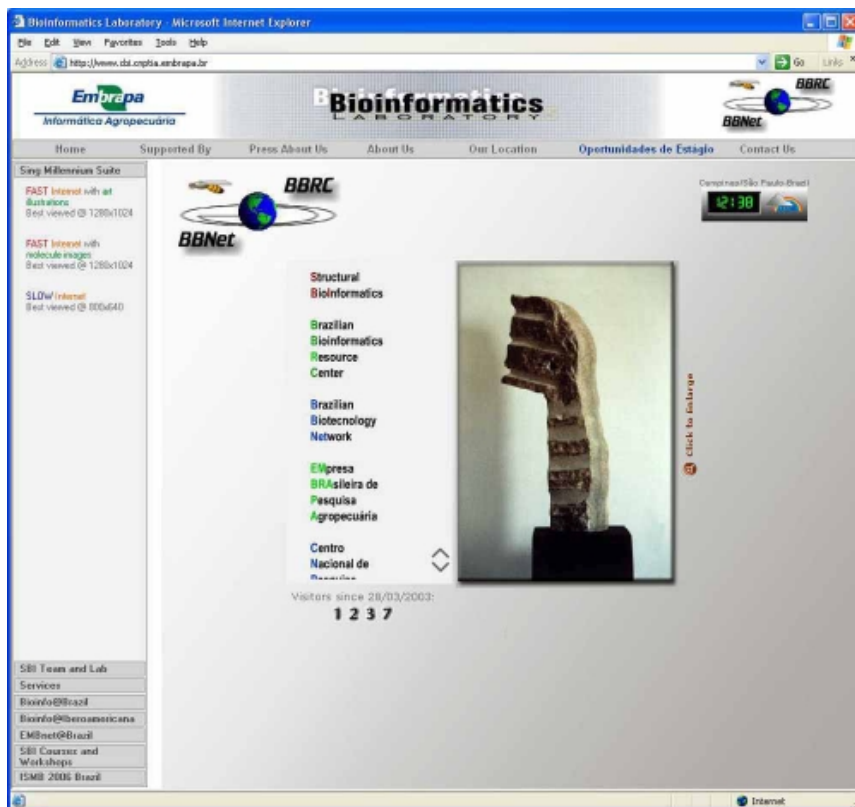 Bioinformatics Laboratory - Microsoft Internet Explorer
File Edit View Favorites Tools Help
Address http://www.cbi.cnptia.embrapa.br Go Links
Embrapa
Informática Agropecuária
Bioinformatics
LABORATORY
BBRC
BBNet
Home Supported By Press About Us About Us Our Location Oportunidades de Estágio Contact Us
Sing Millennium Suite
FAST Internet with art
illustrations
Best viewed @ 1280x1024
FAST Internet with
molecule images
Best viewed @ 1280x1024
SLOW Internet
Best viewed @ 800x640
BBRC
BBNet
Campinas(São Paulo-Brazil)
12:38
Structural
BioInformatics
Brazilian
Bioinformatics
Resource
Center
Brazilian
Biotecnology
Network
EMpresa
BRAsileira de
Pesquisa
Agropecuária
Centro
Nacional de
Click to Enlarge
Visitors since 28/03/2003:
1 2 3 7
SBI Team and Lab
Services
Bioinfo@Brazil
Bioinfo@Iberoamericana
EMBnet@Brazil
SBI Courses and
Workshops
ISMB 2006 Brazil
Internet